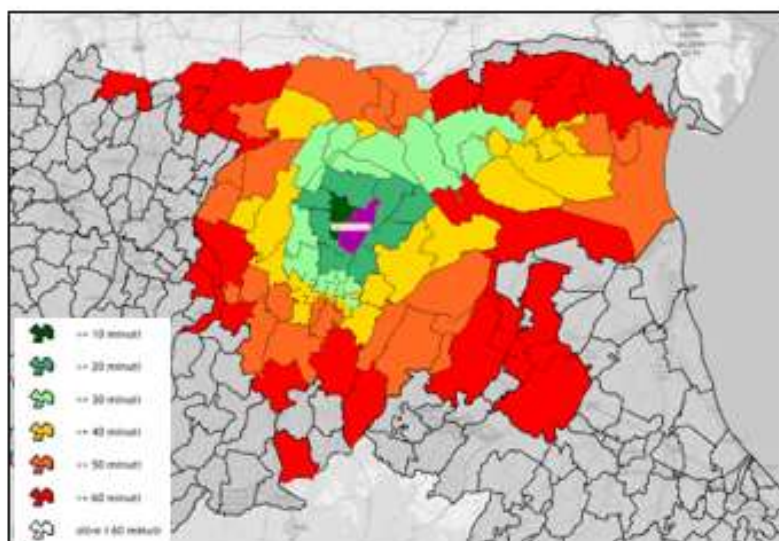 <= 10 minuti
<= 20 minuti
<= 30 minuti
<= 40 minuti
<= 50 minuti
<= 60 minuti
oltre i 60 minuti